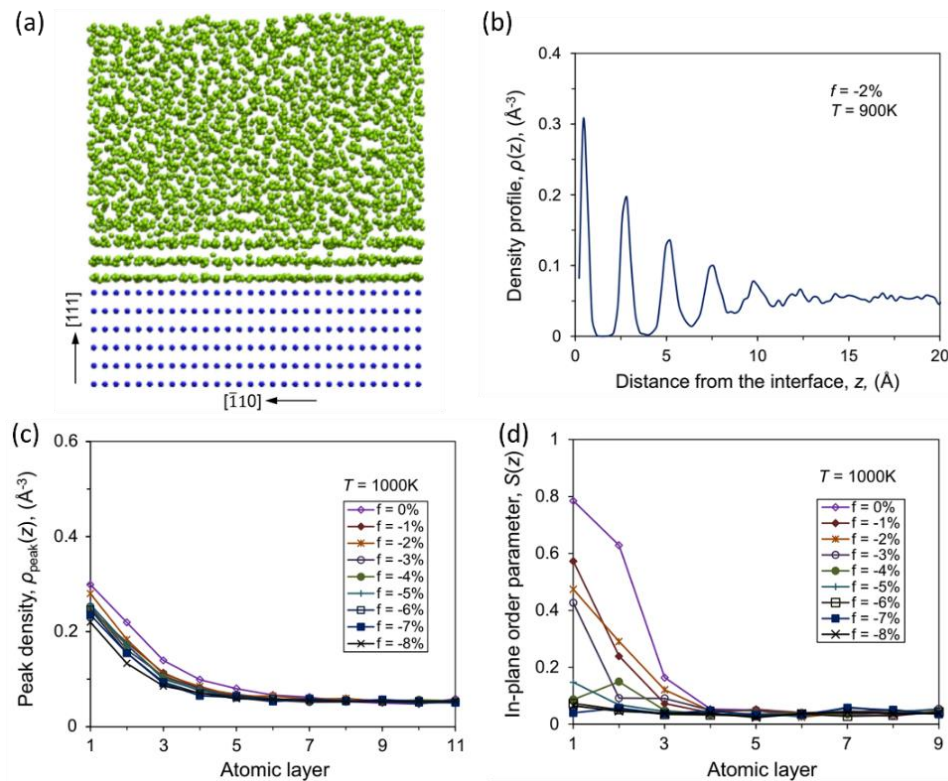 (a)
[111]
[1̅10]
(b)
0.4
0.3
0.2
0.1
0
f = -2%
T = 900K
Density profile, ρ(z), (Å⁻³)
0 5 10 15 20
Distance from the interface, z, (Å)
(c)
0.6
0.4
0.2
0
T = 1000K
f = 0%
f = -1%
f = -2%
f = -3%
f = -4%
f = -5%
f = -6%
f = -7%
f = -8%
Peak density, ρpeak(z), (Å⁻³)
1 3 5 7 9 11
Atomic layer
(d)
1
0.8
0.6
0.4
0.2
0
T = 1000K
f = 0%
f = -1%
f = -2%
f = -3%
f = -4%
f = -5%
f = -6%
f = -7%
f = -8%
In-plane order parameter, S(z)
1 3 5 7 9
Atomic layer